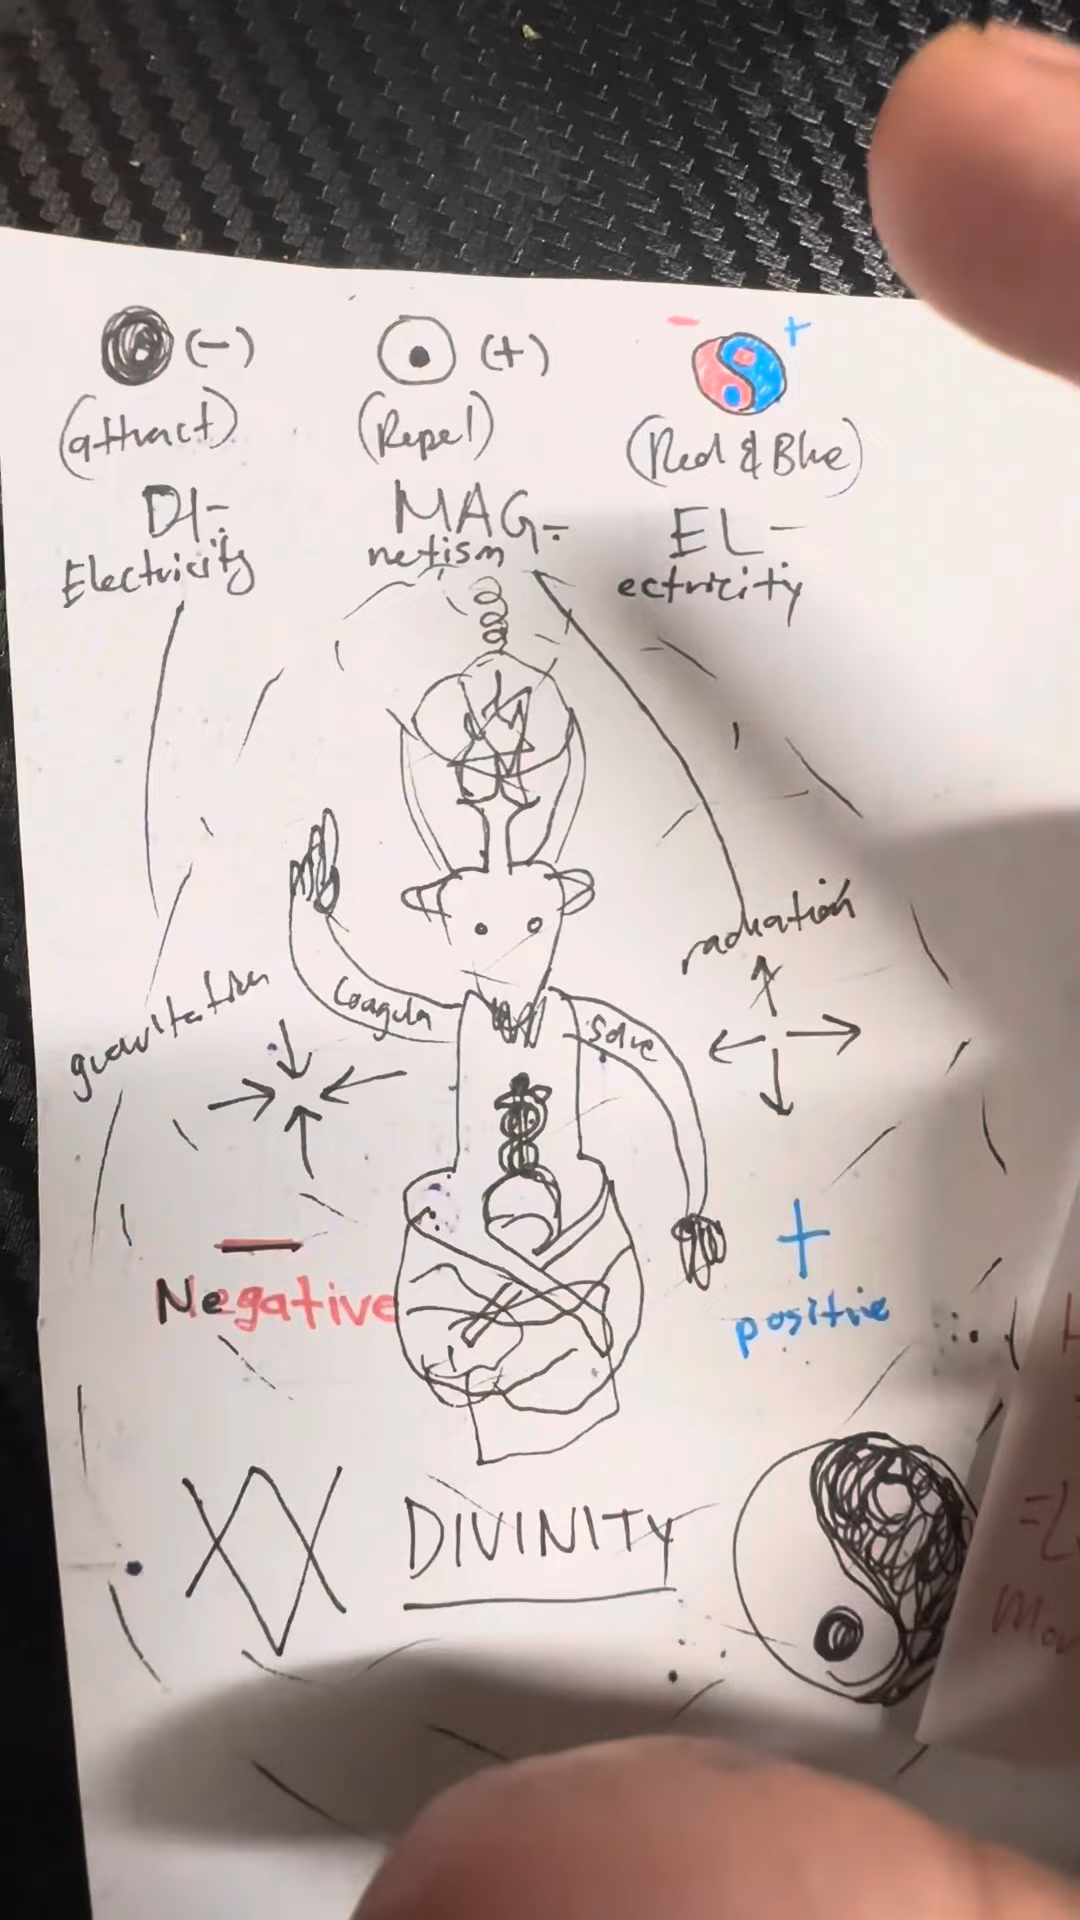 (-)
(+)
- +
(attract)
(Repel)
(Red & Blue)
DI-
Electricity
MAG-
netism
EL-
ectricity
radiation
gravitation
Coagula
Solve
Negative
+
positive
DIVINITY